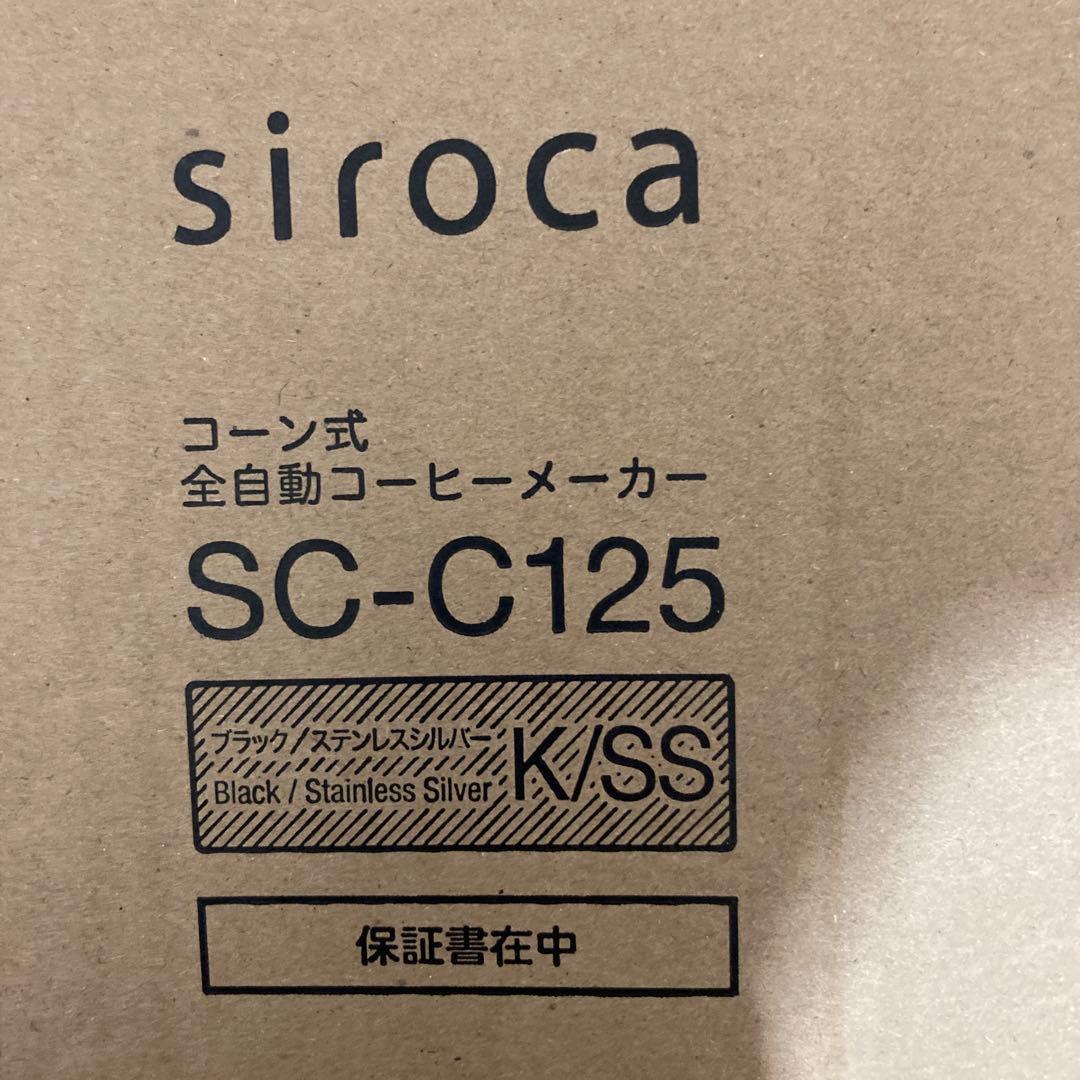 siroca
コーン式
全自動コーヒーメーカー
SC-C125
ブラック/ステンレスシルバー
Black / Stainless Silver
K/SS
保証書在中